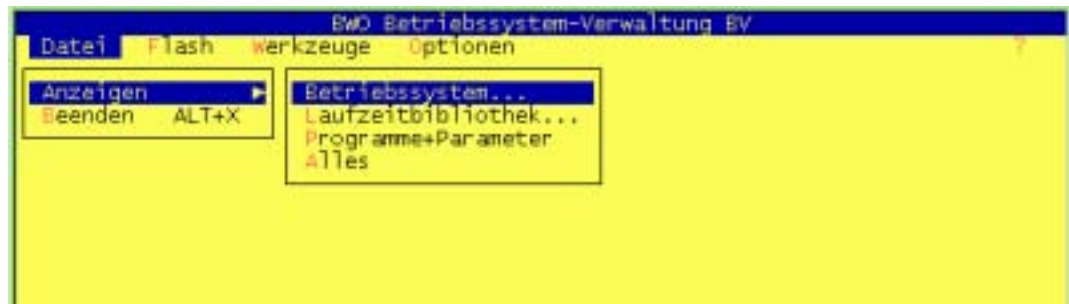 BWO Betriebssystem-Verwaltung BV
Datei Flash Werkzeuge Optionen ?
Anzeigen ► Betriebssystem...
Beenden ALT+X Laufzeitbibliothek...
Programme+Parameter
Alles